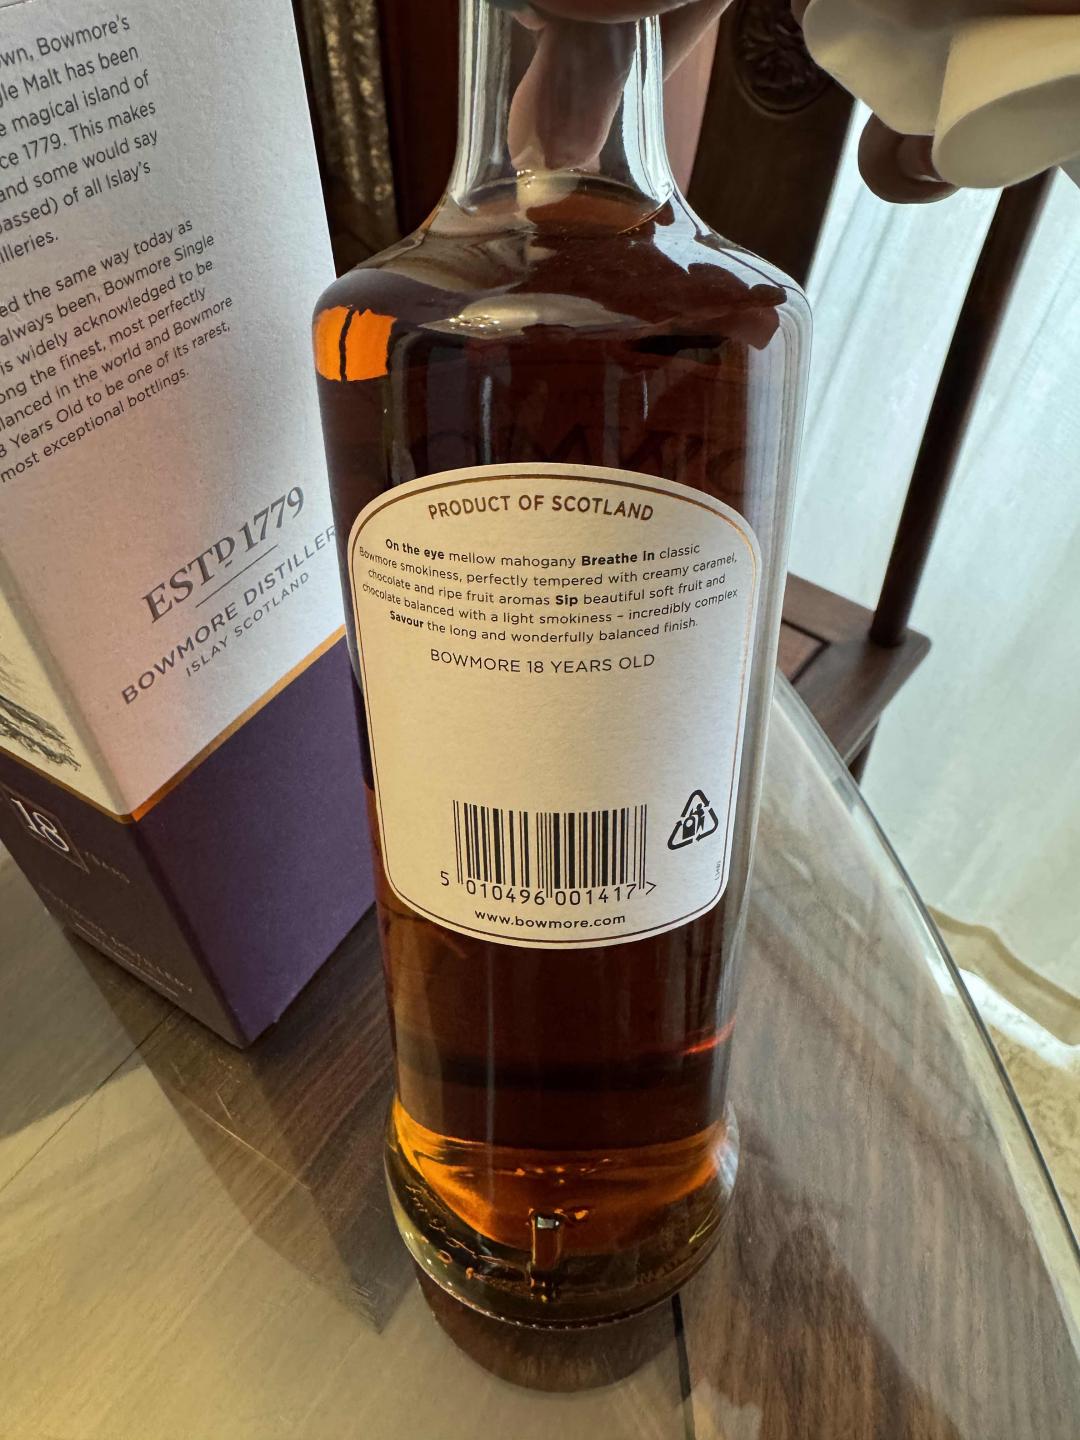 wn, Bowmore's
gle Malt has been
e magical island of
ce 1779. This makes
and some would say
passed) of all Islay's
illeries.
ed the same way today as
always been, Bowmore Single
is widely acknowledged to be
ong the finest, most perfectly
lanced in the world and Bowmore
8 Years Old to be one of its rarest,
most exceptional bottlings.
ESTD 1779
BOWMORE DISTILLER
ISLAY SCOTLAND
18
YEARS
PRODUCT OF SCOTLAND
On the eye mellow mahogany Breathe in classic
Bowmore smokiness, perfectly tempered with creamy caramel,
chocolate and ripe fruit aromas Sip beautiful soft fruit and
chocolate balanced with a light smokiness – incredibly complex
Savour the long and wonderfully balanced finish.
BOWMORE 18 YEARS OLD
5 010496 001417 >
www.bowmore.com